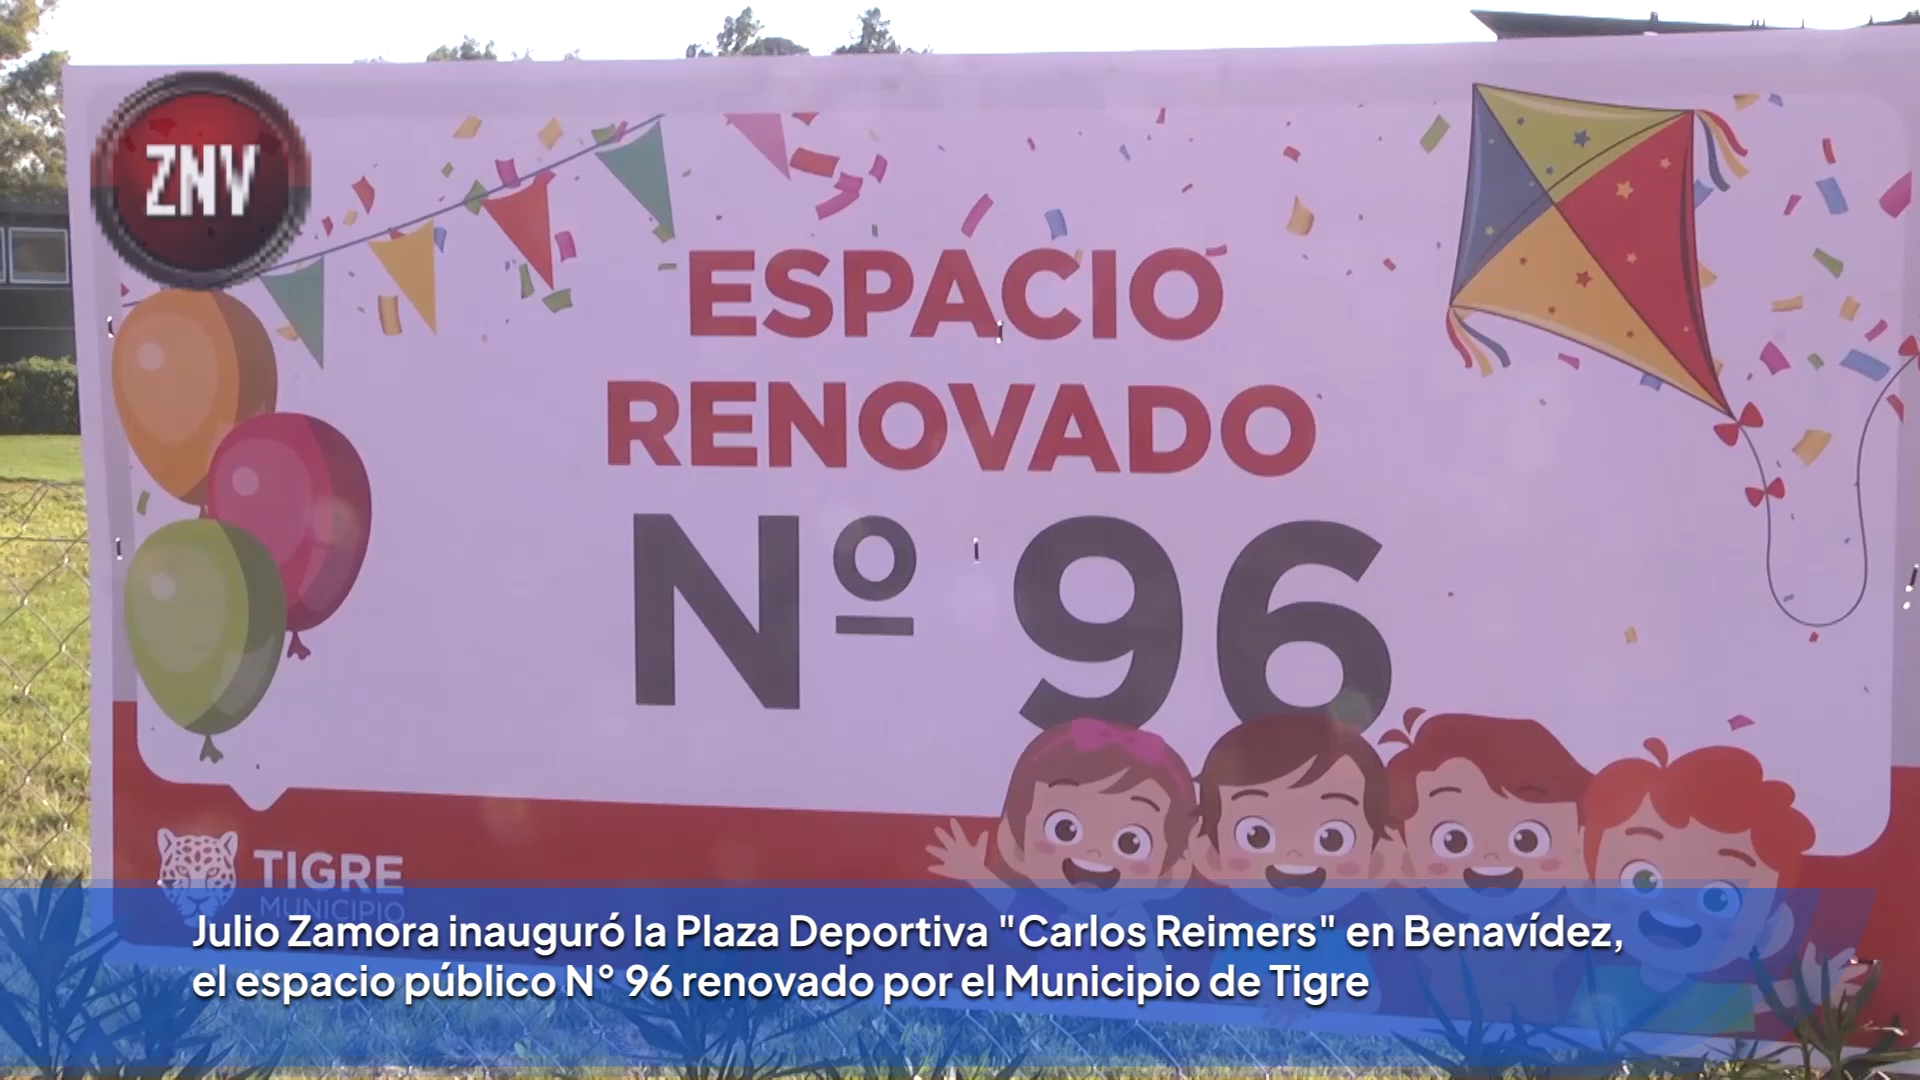 ZNV
ESPACIO
RENOVADO
Nº 96
TIGRE
MUNICIPIO
Julio Zamora inauguró la Plaza Deportiva "Carlos Reimers" en Benavídez,
el espacio público N° 96 renovado por el Municipio de Tigre